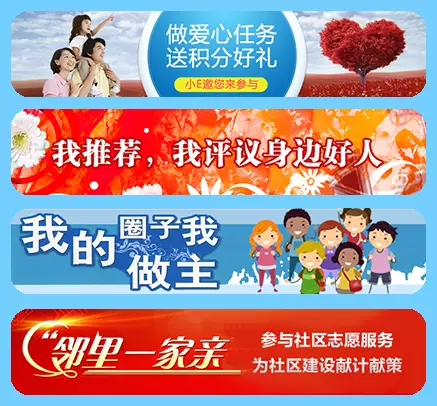 做爱心任务
送积分好礼
小E邀您来参与
我推荐，我评议身边好人
我的圈子我
做主
“邻里一家亲
参与社区志愿服务
为社区建设献计献策